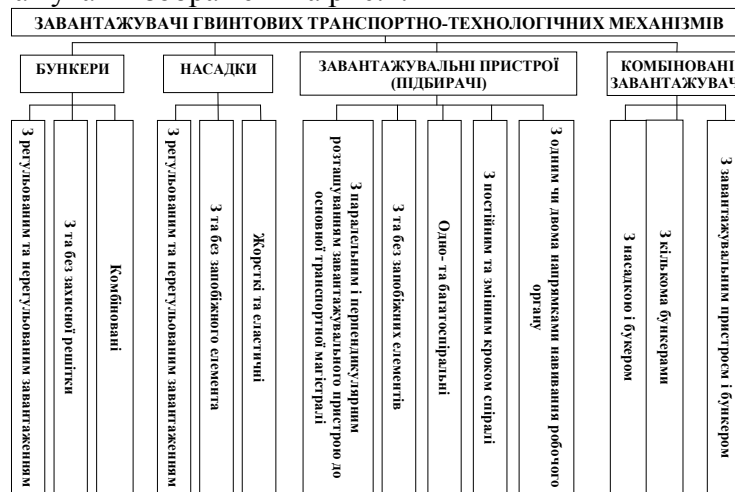 ЗАВАНТАЖУВАЧІ ГВИНТОВИХ ТРАНСПОРТНО-ТЕХНОЛОГІЧНИХ МЕХАНІЗМІВ
БУНКЕРИ
НАСАДКИ
ЗАВАНТАЖУВАЛЬНІ ПРИСТРОЇ
(ПІДБИРАЧІ)
КОМБІНОВАНІ
ЗАВАНТАЖУВАЧ
З регульованим та нерегульованим завантаженням
З та без захисної решітки
Комбіновані
З регульованим та нерегульованим завантаженням
З та без запобіжного елемента
Жорсткі та еластичні
З паралельним і перпендикулярним
розташуванням завантажувального пристрою до
основної транспортної магістралі
З та без запобіжних елементів
Одно- та багатоспіральні
З постійним та змінним кроком спіралі
З одним чи двома напрямками навивання робочого
органу
З насадкою і букером
З кількома бункерами
З завантажувальним пристроєм і бункером